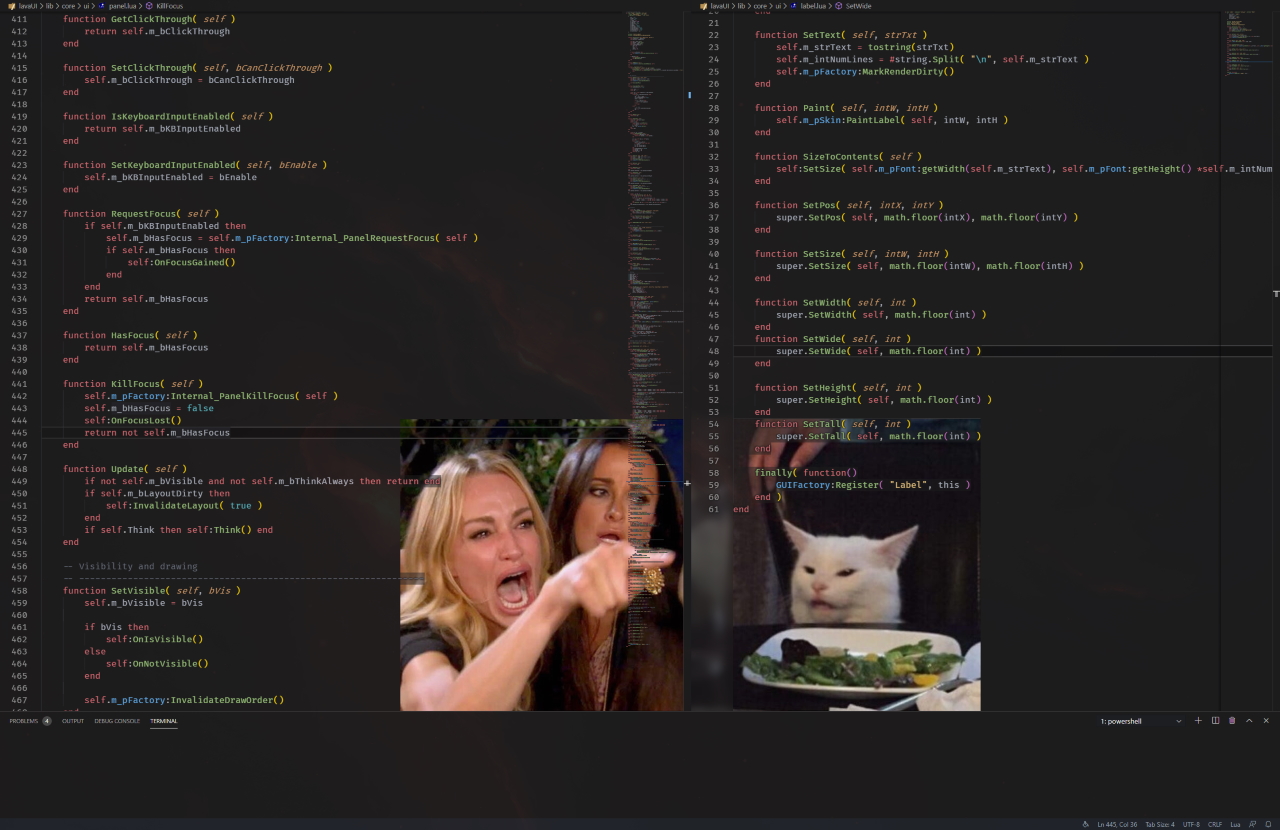 lavaUI > lib > core > ui > panel.lua > KillFocus
411 function GetClickThrough( self )
412 return self.m_bClickThrough
413 end
414
415 function SetClickThrough( self, bCanClickThrough )
416 self.m_bClickThrough = bCanClickThrough
417 end
418
419 function IsKeyboardInputEnabled( self )
420 return self.m_bKBInputEnabled
421 end
422
423 function SetKeyboardInputEnabled( self, bEnable )
424 self.m_bKBInputEnabled = bEnable
425 end
426
427 function RequestFocus( self )
428 if self.m_bKBInputEnabled then
429 self.m_bHasFocus = self.m_pFactory:Internal_PanelRequestFocus( self )
430 if self.m_bHasFocus then
431 self:OnFocusGained()
432 end
433 end
434 return self.m_bHasFocus
435 end
436
437 function HasFocus( self )
438 return self.m_bHasFocus
439 end
440
441 function KillFocus( self )
442 self.m_pFactory:Internal_PanelKillFocus( self )
443 self.m_bHasFocus = false
444 self:OnFocusLost()
445 return not self.m_bHasFocus
446 end
447
448 function Update( self )
449 if not self.m_bVisible and not self.m_bThinkAlways then return end
450 if self.m_bLayoutDirty then
451 self:InvalidateLayout( true )
452 end
453 if self.Think then self:Think() end
454 end
455
456 -- Visibility and drawing
457 -- -----------------------------------------------------------
458 function SetVisible( self, bVis )
459 self.m_bVisible = bVis
460
461 if bVis then
462 self:OnIsVisible()
463 else
464 self:OnNotVisible()
465 end
466
467 self.m_pFactory:InvalidateDrawOrder()
lavaUI > lib > core > ui > label.lua > SetWide
21
22 function SetText( self, strTxt )
23 self.m_strText = tostring(strTxt)
24 self.m_intNumLines = #string.Split( "\n", self.m_strText )
25 self.m_pFactory:MarkRenderDirty()
26 end
27
28 function Paint( self, intW, intH )
29 self.m_pSkin:PaintLabel( self, intW, intH )
30 end
31
32 function SizeToContents( self )
33 self:SetSize( self.m_pFont:getWidth(self.m_strText), self.m_pFont:getHeight() *self.m_intNum
34 end
35
36 function SetPos( self, intX, intY )
37 super.SetPos( self, math.floor(intX), math.floor(intY) )
38 end
39
40 function SetSize( self, intW, intH )
41 super.SetSize( self, math.floor(intW), math.floor(intH) )
42 end
43
44 function SetWidth( self, int )
45 super.SetWidth( self, math.floor(int) )
46 end
47 function SetWide( self, int )
48 super.SetWide( self, math.floor(int) )
49 end
50
51 function SetHeight( self, int )
52 super.SetHeight( self, math.floor(int) )
53 end
54 function SetTall( self, int )
55 super.SetTall( self, math.floor(int) )
56 end
57
58 finally( function()
59 GUIFactory:Register( "Label", this )
60 end )
61 end
PROBLEMS 4 OUTPUT DEBUG CONSOLE TERMINAL 1: powershell
Ln 445, Col 36 Tab Size: 4 UTF-8 CRLF Lua